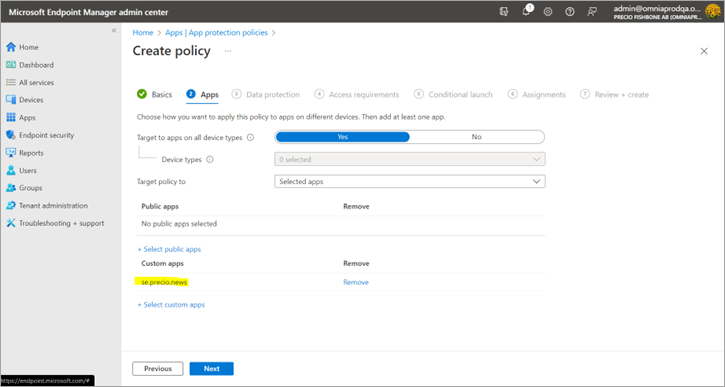 Microsoft Endpoint Manager admin center
1
admin@omniaprodqa.o...
PRECIO FISHBONE AB (OMNIAPR...
«
Home
Dashboard
All services
Devices
Apps
Endpoint security
Reports
Users
Groups
Tenant administration
Troubleshooting + support
Home > Apps | App protection policies >
Create policy ...
Basics
2 Apps
3 Data protection
4 Access requirements
5 Conditional launch
6 Assignments
7 Review + create
Choose how you want to apply this policy to apps on different devices. Then add at least one app.
Target to apps on all device types
Yes
No
Device types
0 selected
Target policy to
Selected apps
Public apps
Remove
No public apps selected
+ Select public apps
Custom apps
Remove
se.precio.news
Remove
+ Select custom apps
Previous
Next
https://endpoint.microsoft.com/#